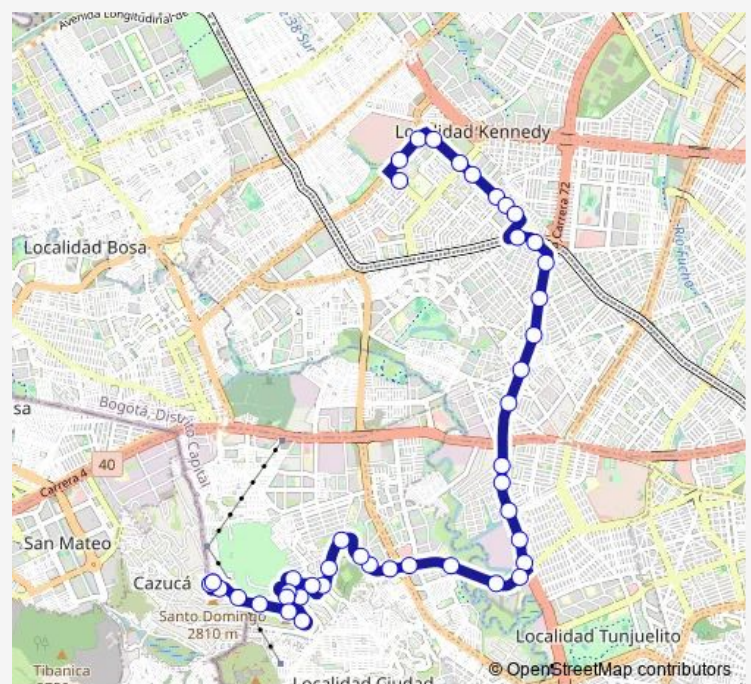 Avenida Longitudinal de
38 Sur
Localidad Kennedy
a Carrera 72
Localidad Bosa
Río Fucha
sa
Bogotá, Distrito Capital
40
Carrera 4
San Mateo
Cazucá
Santo Domingo
2810 m
Localidad Tunjuelito
Tibanica
Localidad Ciudad
© OpenStreetMap contributors